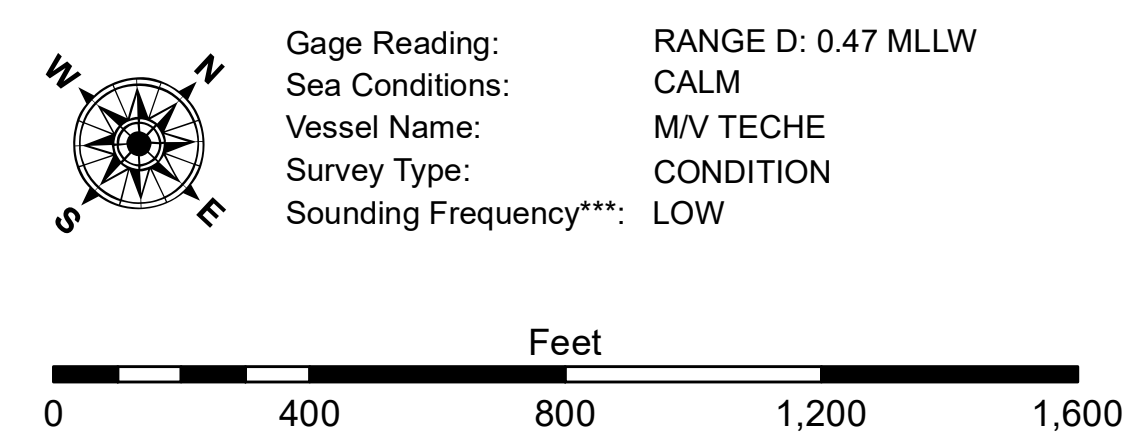 W N
S E
Gage Reading: RANGE D: 0.47 MLLW
Sea Conditions: CALM
Vessel Name: M/V TECHE
Survey Type: CONDITION
Sounding Frequency***: LOW
Feet
0 400 800 1,200 1,600